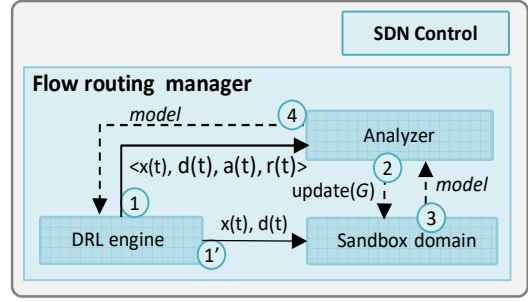 SDN Control
Flow routing manager
model
4
Analyzer
<x(t), d(t), a(t), r(t)>
2
update(G)
model
1
x(t), d(t)
3
DRL engine
1'
Sandbox domain